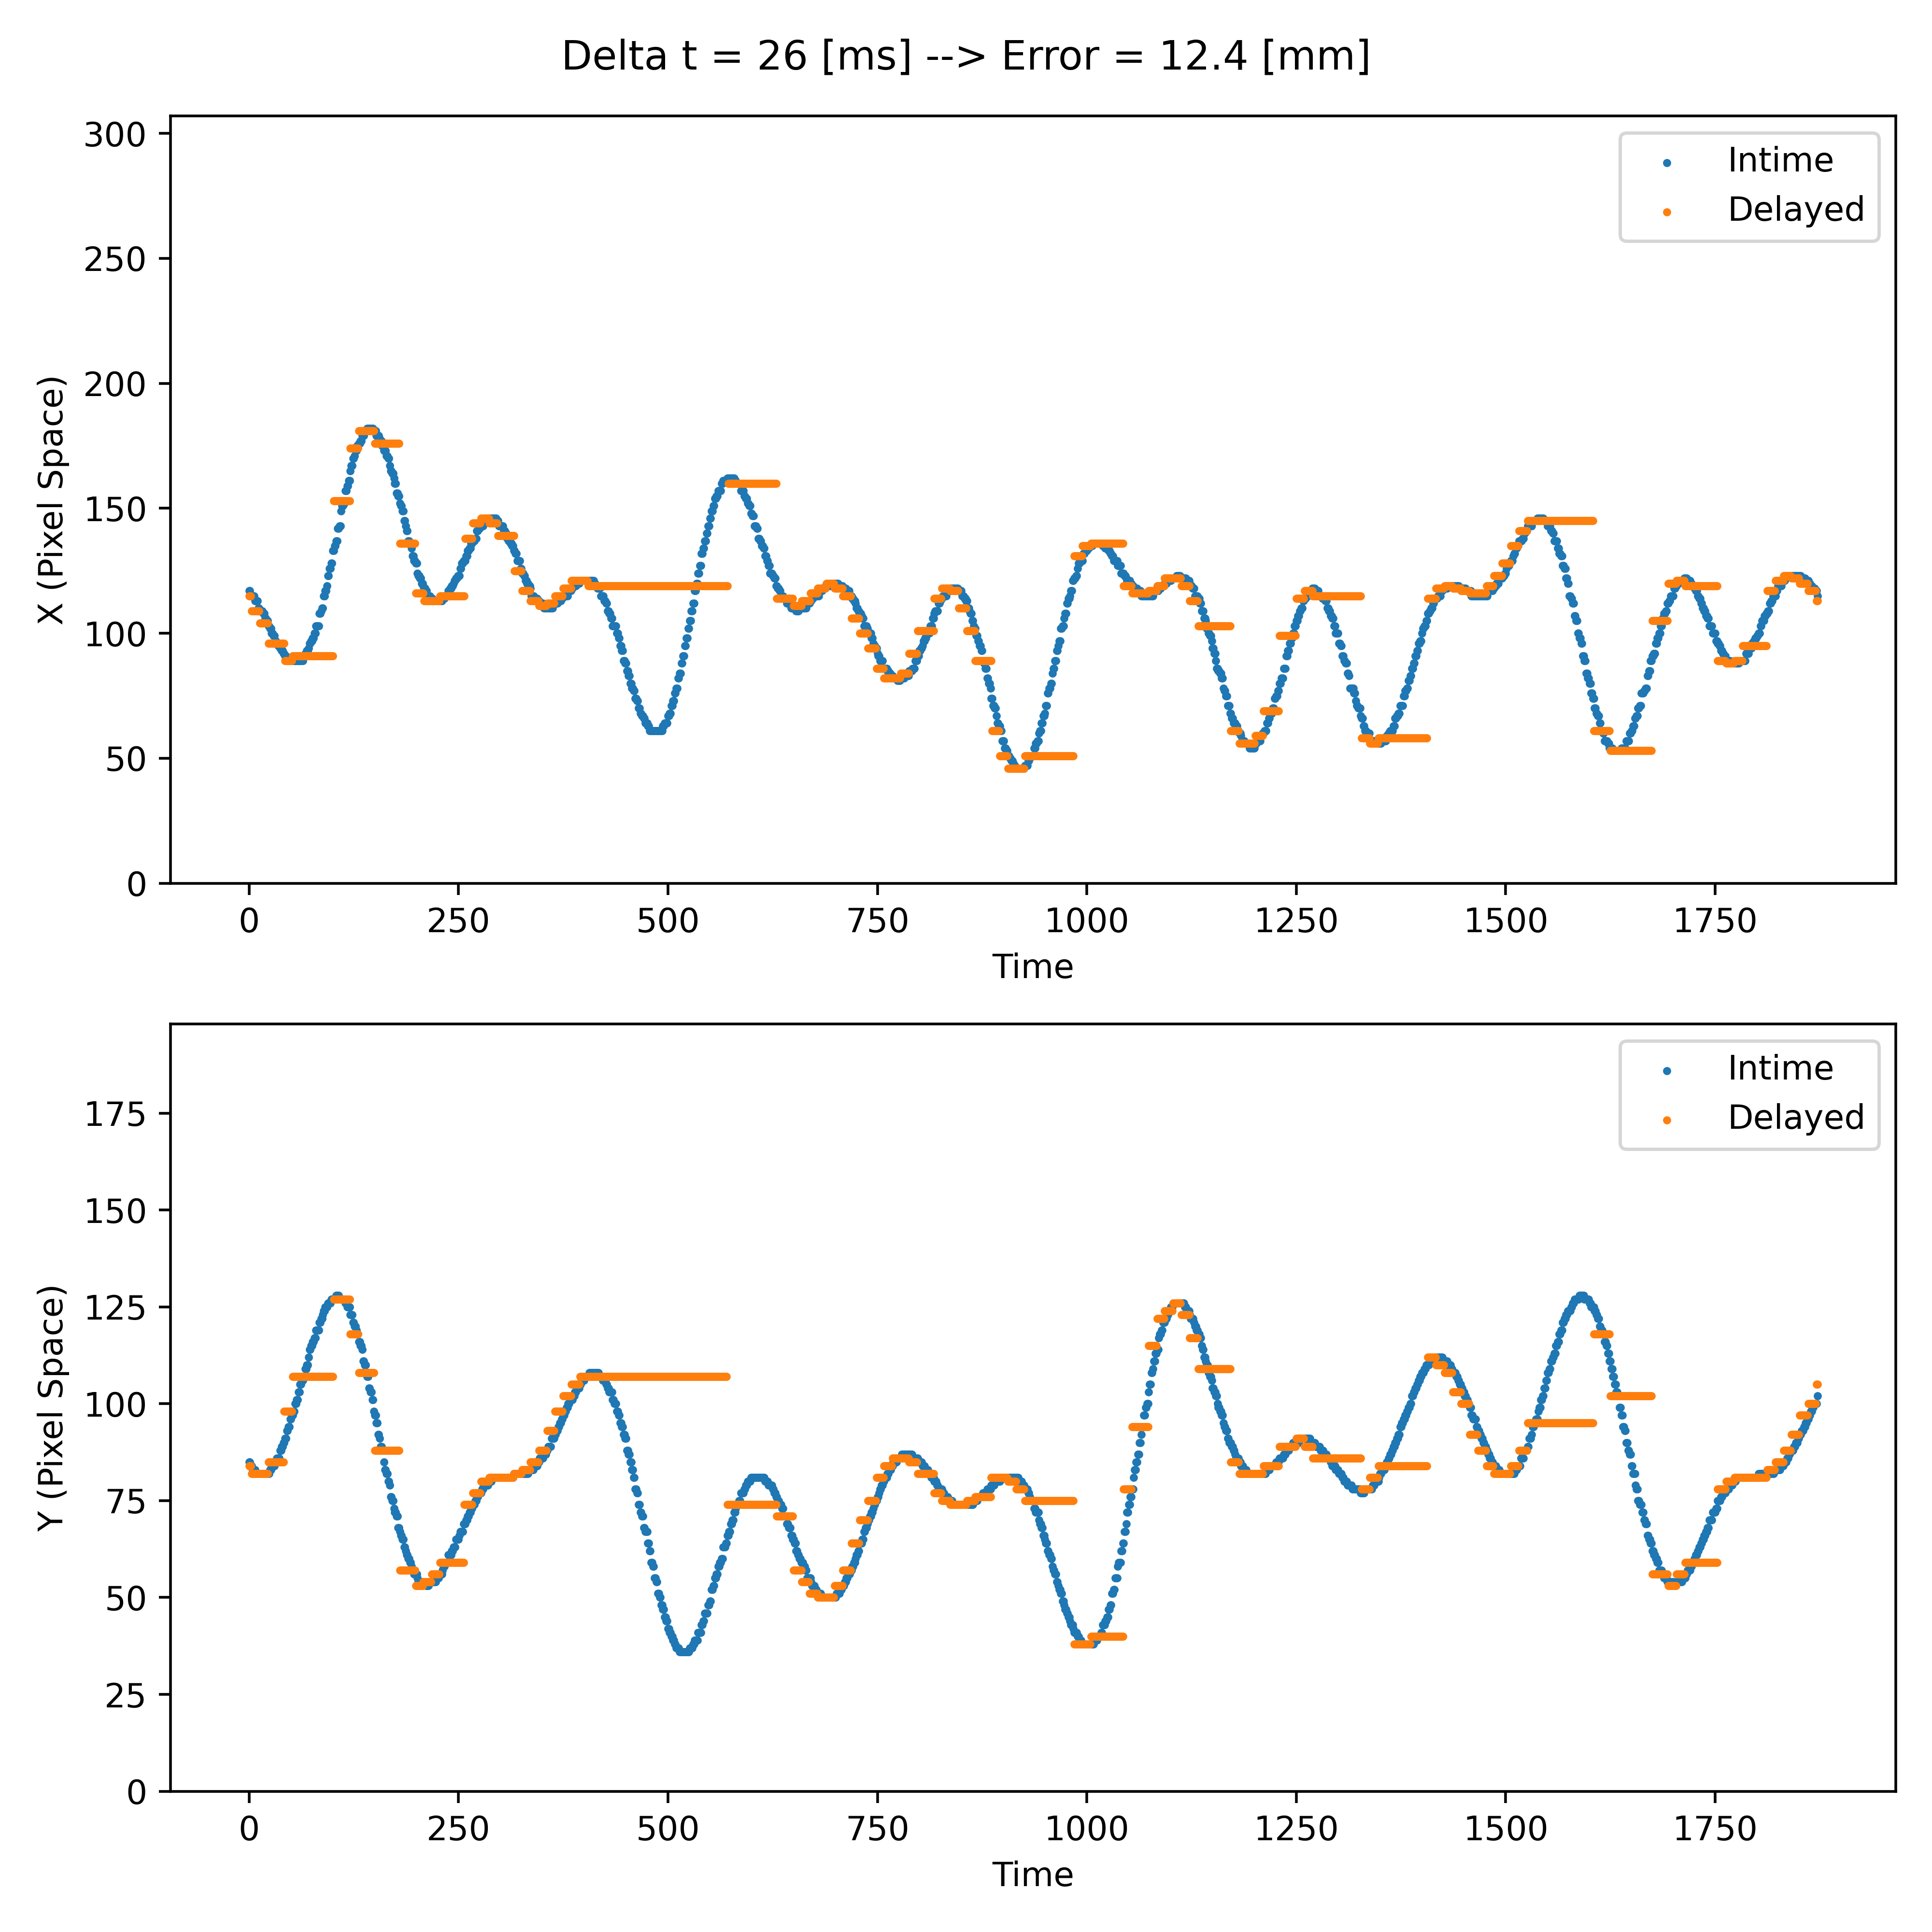 Delta t = 26 [ms] --> Error = 12.4 [mm]
300
250
200
150
100
50
0
X (Pixel Space)
Intime
Delayed
0 250 500 750 1000 1250 1500 1750
Time
175
150
125
100
75
50
25
0
Y (Pixel Space)
Intime
Delayed
0 250 500 750 1000 1250 1500 1750
Time